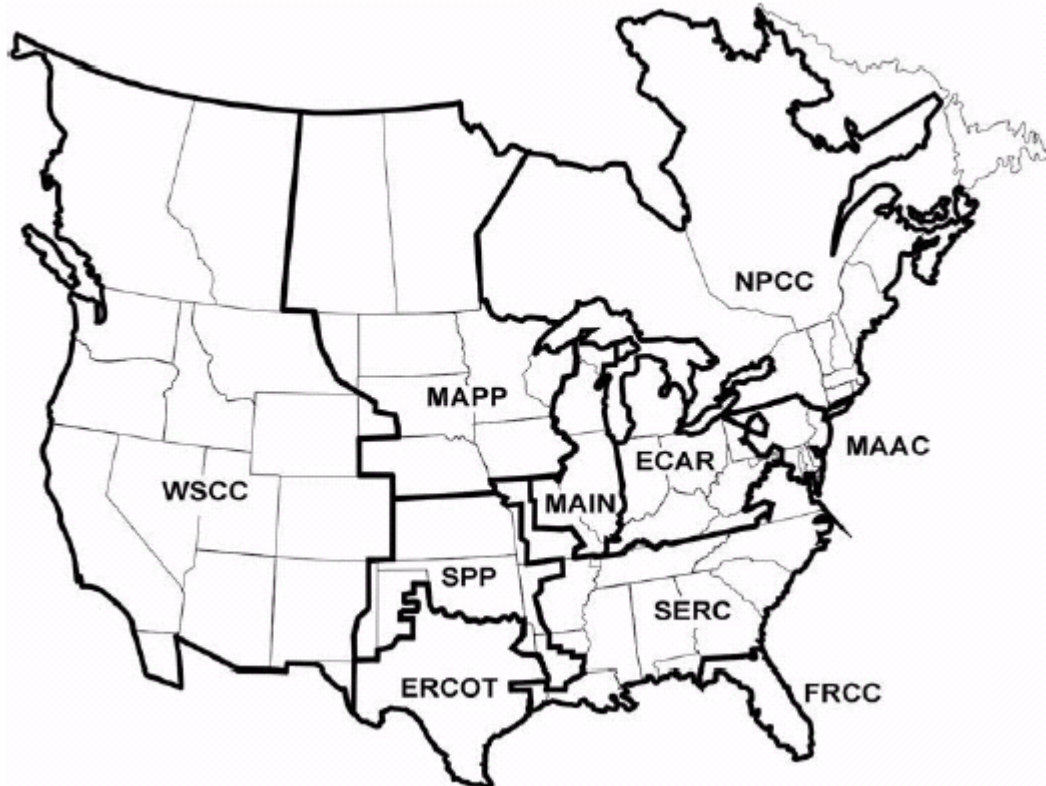 NPCC
MAPP
MAAC
ECAR
WSCC
MAIN
SPP
SERC
ERCOT
FRCC